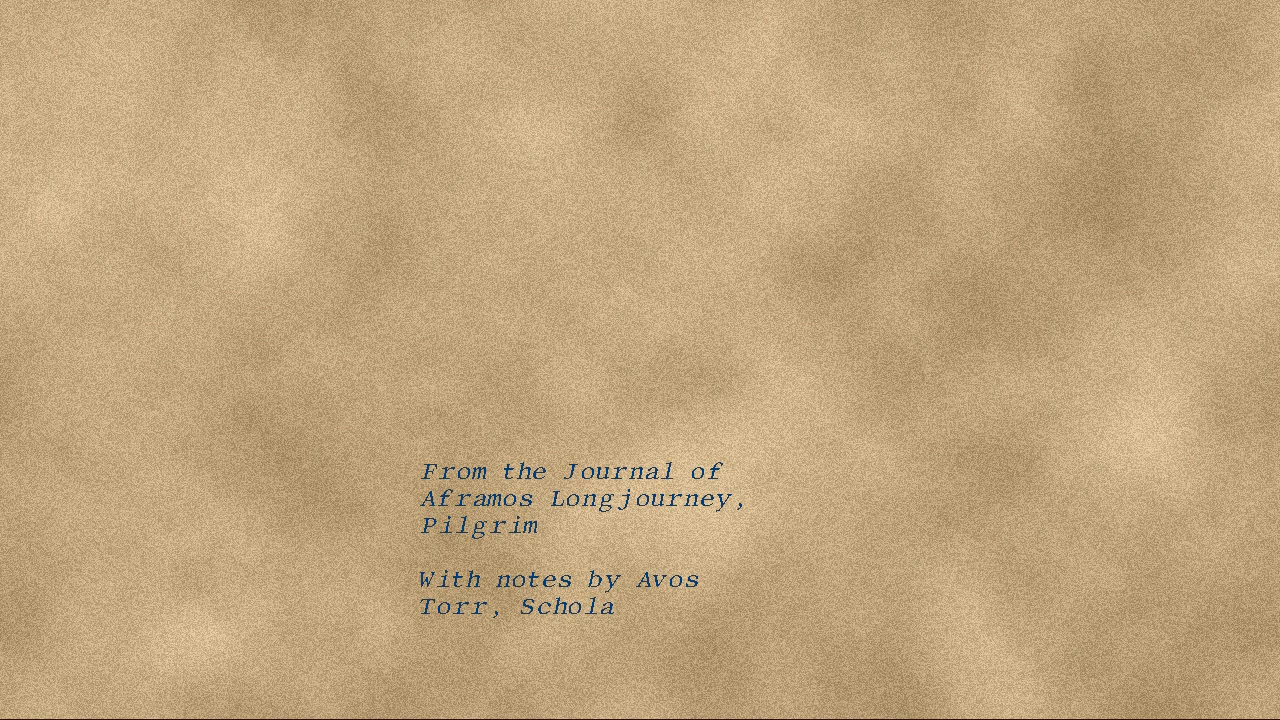 From the Journal of
Aframos Longjourney,
Pilgrim
With notes by Avos
Torr, Schola